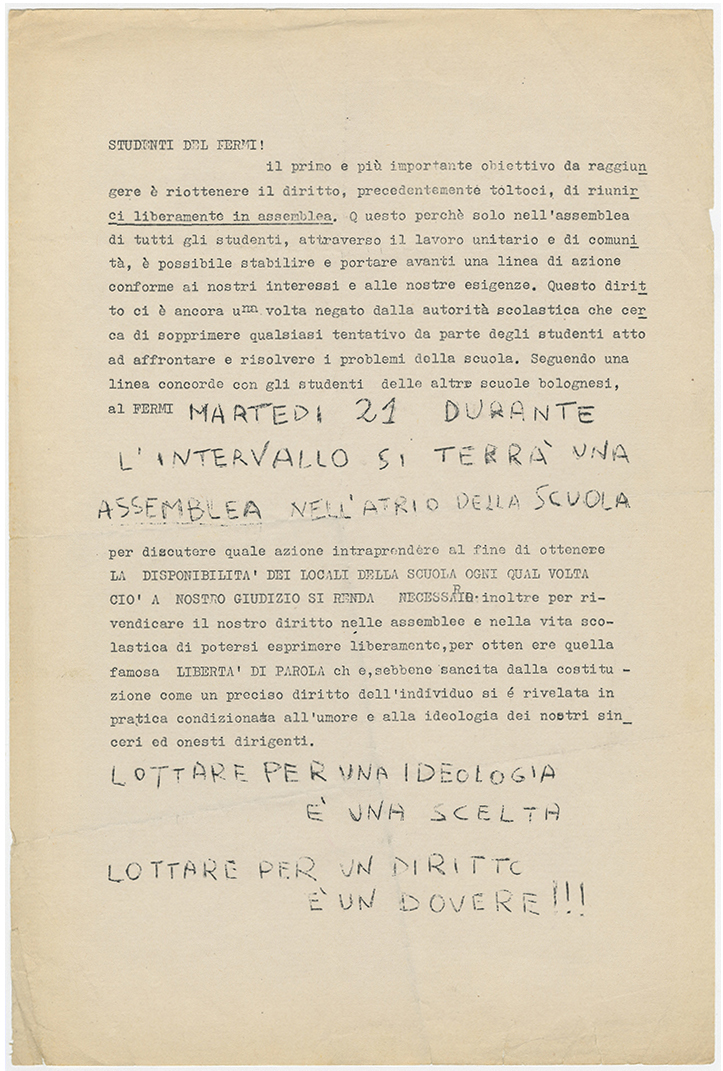 STUDENTI DEL FERMI!
il primo e più importante obiettivo da raggiun
gere è riottenere il diritto, precedentemente toltoci, di riunir
ci liberamente in assemblea. Q uesto perchè solo nell'assemblea
di tutti gli studenti, attraverso il lavoro unitario e di comuni
tà, è possibile stabilire e portare avanti una linea di azione
conforme ai nostri interessi e alle nostre esigenze. Questo dirit
to ci è ancora volta negato dalla autorità scolastica che cer
ca di sopprimere qualsiasi tentativo da parte degli studenti atto
ad affrontare e risolvere i problemi della scuola. Seguendo una
linea concorde con gli studenti delle altre scuole bolognesi,
al FERMI MARTEDI 21 DURANTE
L'INTERVALLO SI TERRA' UNA
ASSEMBLEA NELL'ATRIO DELLA SCUOLA
per discutere quale azione intraprendere al fine di ottenere
LA DISPONIBILITA' DEI LOCALI DELLA SCUOLA OGNI QUAL VOLTA
CIO' A NOSTRO GIUDIZIO SI RENDA inoltre per ri-
vendicare il nostro diritto nelle assemblee e nella vita sco-
lastica di potersi esprimere liberamente,per otten ere quella
famosa LIBERTA' DI PAROLA ch e,sebbene sancita dalla costitu -
zione come un preciso diritto dell'individuo si é rivelata in
pratica condizionata all'umore e alla ideologia dei nostri sin_
ceri ed onesti dirigenti.
LOTTARE PER UNA IDEOLOGIA
E' UNA SCELTA
LOTTARE PER UN DIRITTO
E' UN DOVERE!!!